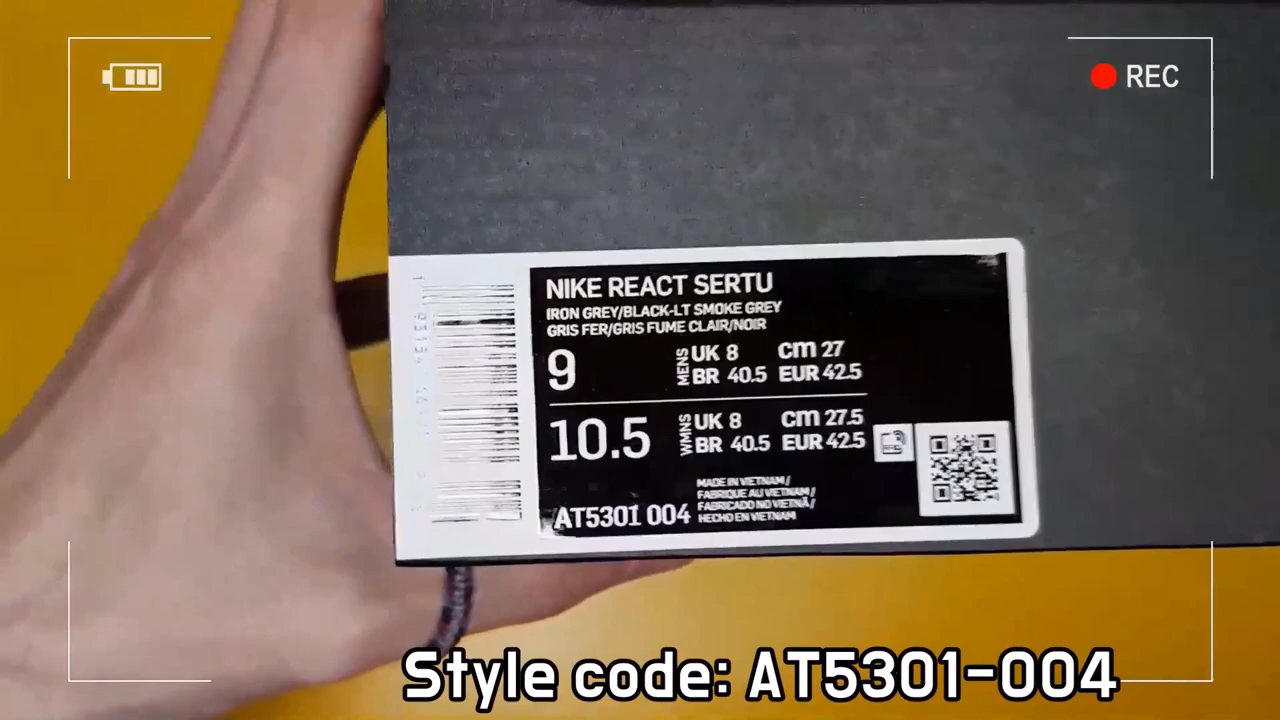 REC
NIKE REACT SERTU
IRON GREY/BLACK-LT SMOKE GREY
GRIS FER/GRIS FUME CLAIR/NOIR
9 MENS UK 8 cm 27
BR 40.5 EUR 42.5
10.5 WMNS UK 8 cm 27.5
BR 40.5 EUR 42.5
MADE IN VIETNAM/
FABRIQUE AU VIETNAM/
FABRICADO NO VIETNÃ/
HECHO EN VIETNAM
AT5301 004
Style code: AT5301-004